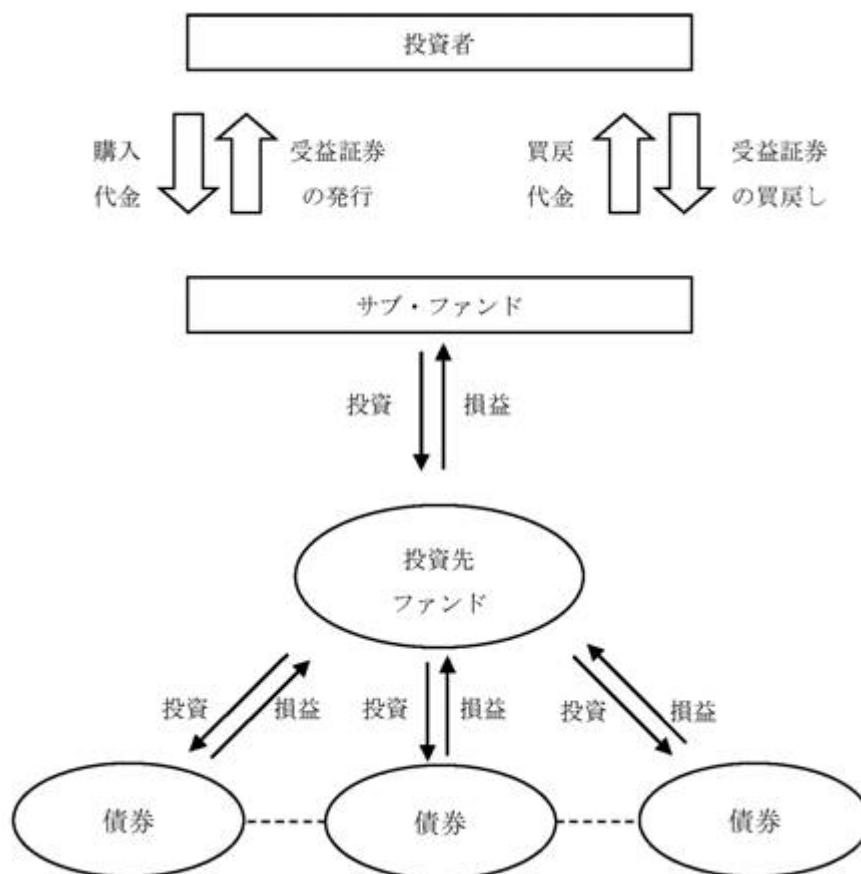 投資者
購入
代金
受益証券
の発行
買戻
代金
受益証券
の買戻し
サブ・ファンド
投資
損益
投資先
ファンド
投資
損益
投資
損益
投資
損益
債券
債券
債券